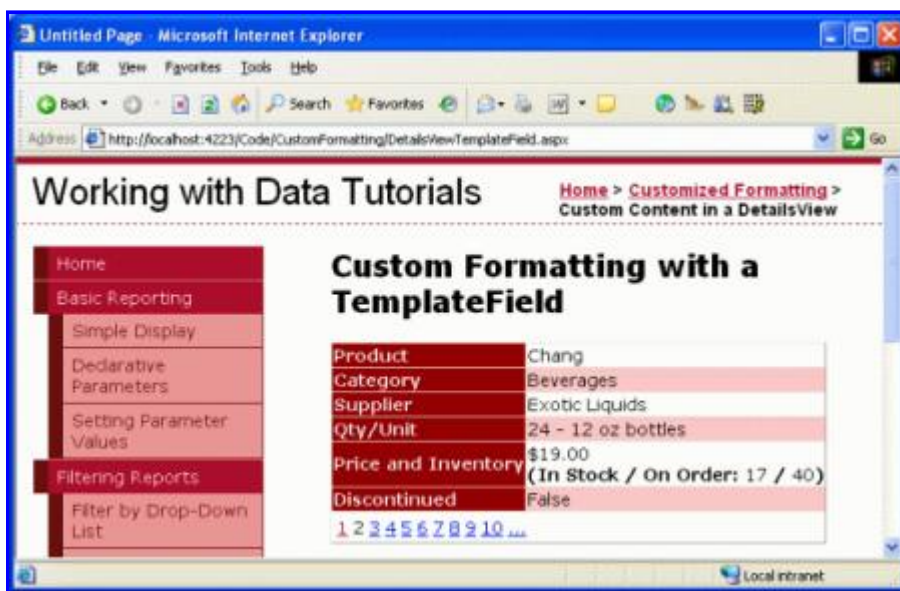 Untitled Page - Microsoft Internet Explorer
File Edit View Favorites Tools Help
Back Search Favorites
Address http://localhost:4223/Code/CustomFormatting/DetailsViewTemplateField.aspx Go
Working with Data Tutorials
Home > Customized Formatting >
Custom Content in a DetailsView
Home
Basic Reporting
Simple Display
Declarative
Parameters
Setting Parameter
Values
Filtering Reports
Filter by Drop-Down
List
Custom Formatting with a
TemplateField
Product Chang
Category Beverages
Supplier Exotic Liquids
Qty/Unit 24 - 12 oz bottles
Price and Inventory $19.00
(In Stock / On Order: 17 / 40)
Discontinued False
1 2 3 4 5 6 7 8 9 10 ...
Local intranet